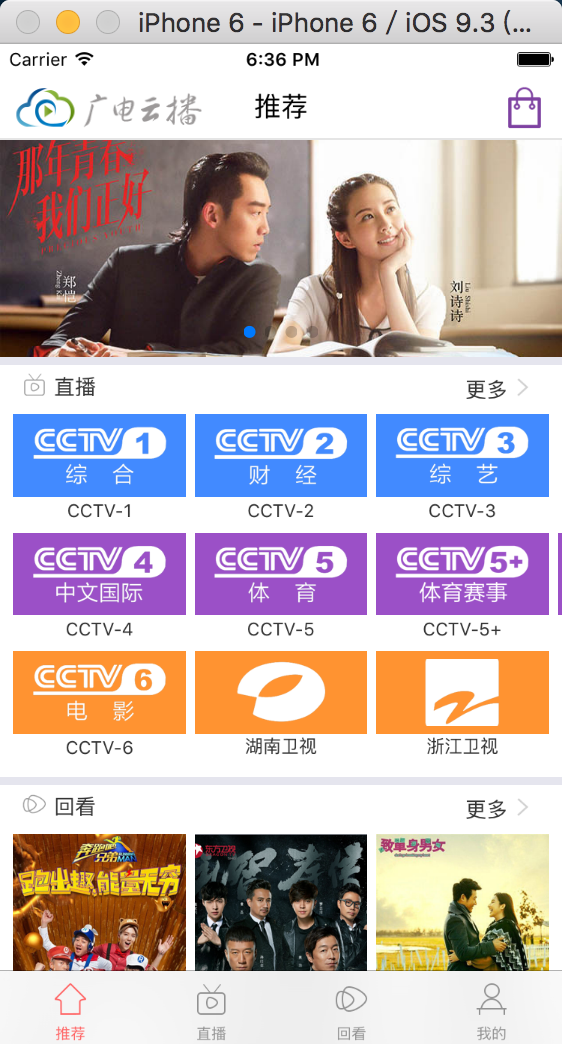 iPhone 6 - iPhone 6 / iOS 9.3 (...
Carrier 6:36 PM
广电云播 推荐
那年青春
我们正好
郑恺
刘诗诗
Liu Shishi
直播 更多
CCTV 1 CCTV 2 CCTV 3
综合 财经 综艺
CCTV-1 CCTV-2 CCTV-3
CCTV 4 CCTV 5 CCTV 5+
中文国际 体育 体育赛事
CCTV-4 CCTV-5 CCTV-5+
CCTV 6
电影
CCTV-6 湖南卫视 浙江卫视
回看 更多
奔跑吧
兄弟
跑出趣,能量无穷
东方卫视
致单身男女
推荐 直播 回看 我的